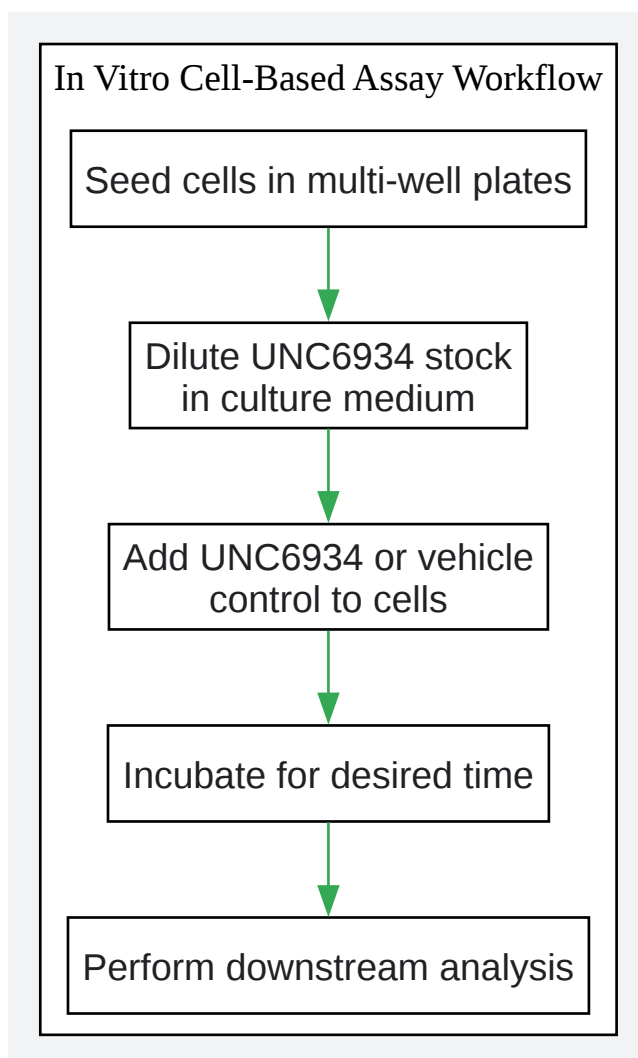 In Vitro Cell-Based Assay Workflow
Seed cells in multi-well plates
Dilute UNC6934 stock
in culture medium
Add UNC6934 or vehicle
control to cells
Incubate for desired time
Perform downstream analysis